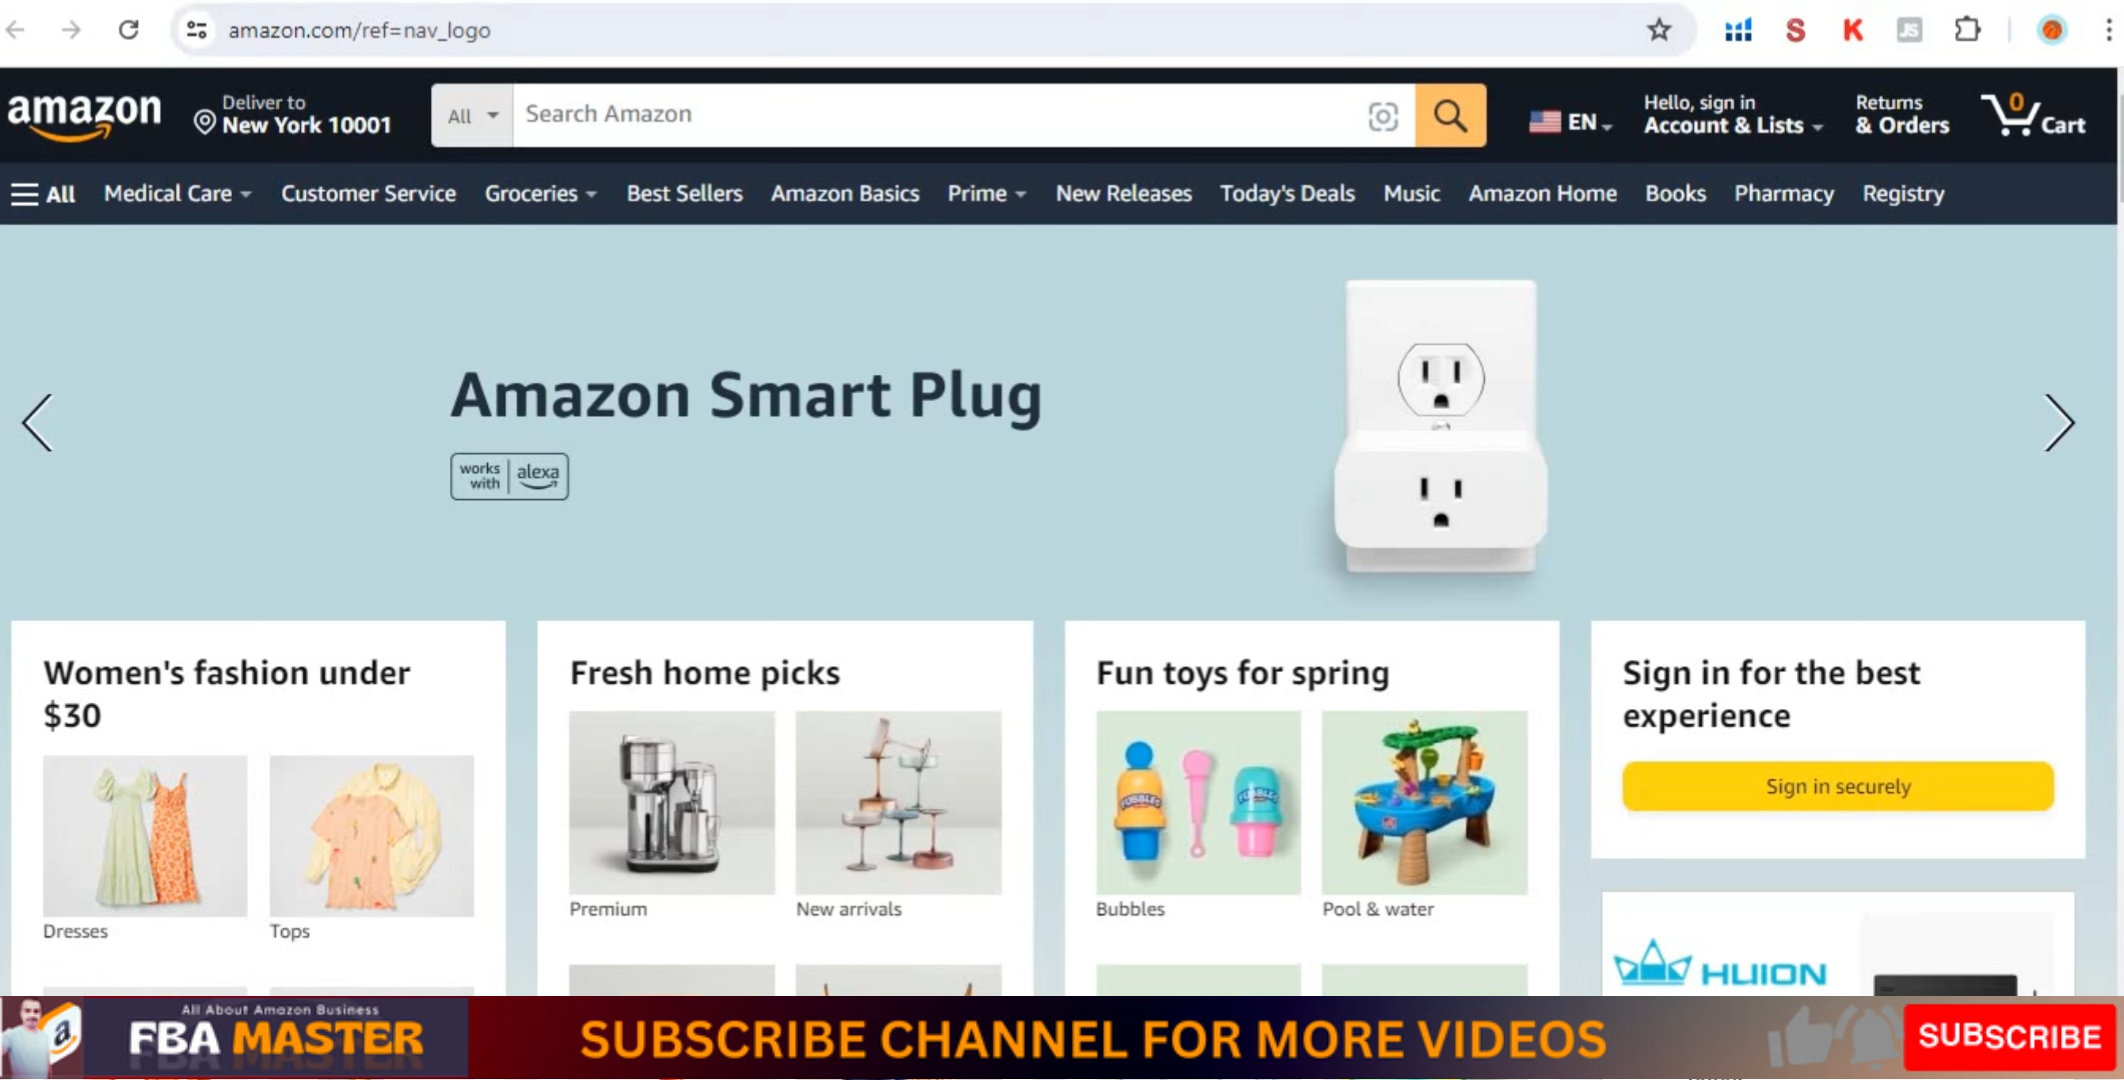 amazon.com/ref=nav_logo
amazon
Deliver to
New York 10001
All
Search Amazon
EN
Hello, sign in
Account & Lists
Returns
& Orders
0
Cart
All
Medical Care
Customer Service
Groceries
Best Sellers
Amazon Basics
Prime
New Releases
Today's Deals
Music
Amazon Home
Books
Pharmacy
Registry
Amazon Smart Plug
works
with
alexa
Women's fashion under
$30
Dresses
Tops
Fresh home picks
Premium
New arrivals
Fun toys for spring
FUBBLES
FUBBLES
Bubbles
Pool & water
Sign in for the best
experience
Sign in securely
HUION
All About Amazon Business
FBA MASTER
SUBSCRIBE CHANNEL FOR MORE VIDEOS
SUBSCRIBE